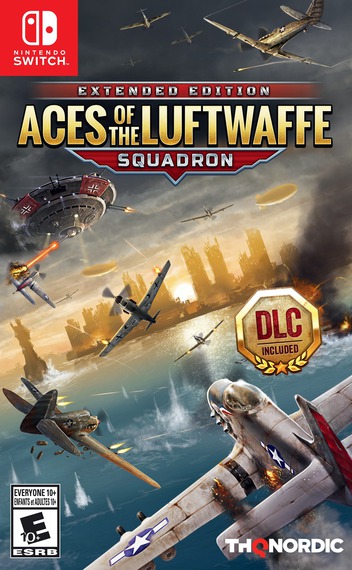 NINTENDO
SWITCH
EXTENDED EDITION
ACES OF THE LUFTWAFFE
SQUADRON
DLC
INCLUDED
EVERYONE 10+
ENFANTS et ADULTES 10+
E
10+
ESRB
THQ NORDIC